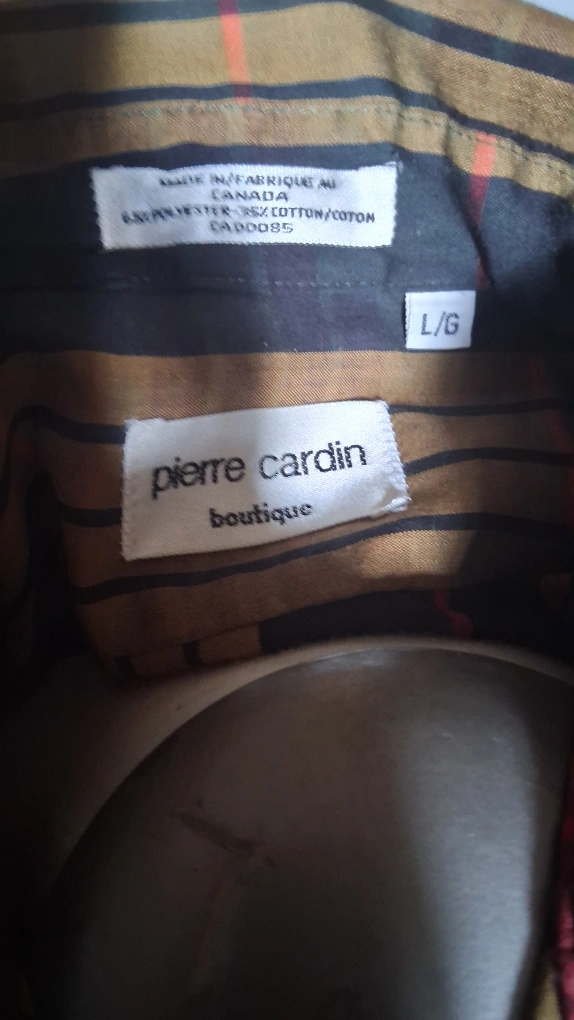 MADE IN/FABRIQUE AU
CANADA
65% POLYESTER-35% COTTON/COTON
CA00085
L/G
pierre cardin
boutique